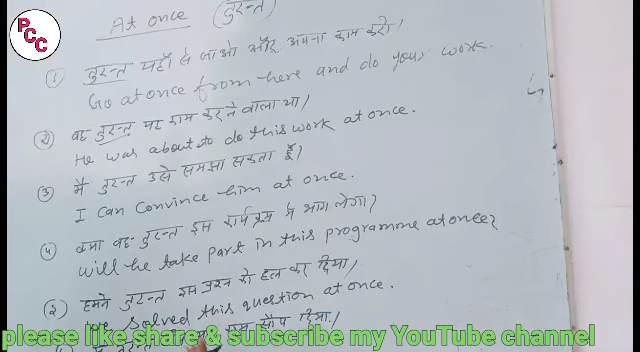 PCC
At once (तुरन्त)
① तुरन्त यहाँ से जाओ और अपना काम करो।
Go at once from here and do your work.
② वह तुरन्त यह काम करने वाला था।
He was about to do this work at once.
③ मैं तुरन्त उसे समझा सकता हूँ।
I can convince him at once.
④ क्या वह तुरन्त इस कार्यक्रम में भाग लेगा?
Will he take part in this programme at once?
हमने तुरन्त इस प्रश्न को हल कर दिया।
We solved this question at once.
तुरन्त सौंप दिया।
please like share & subscribe my YouTube channel